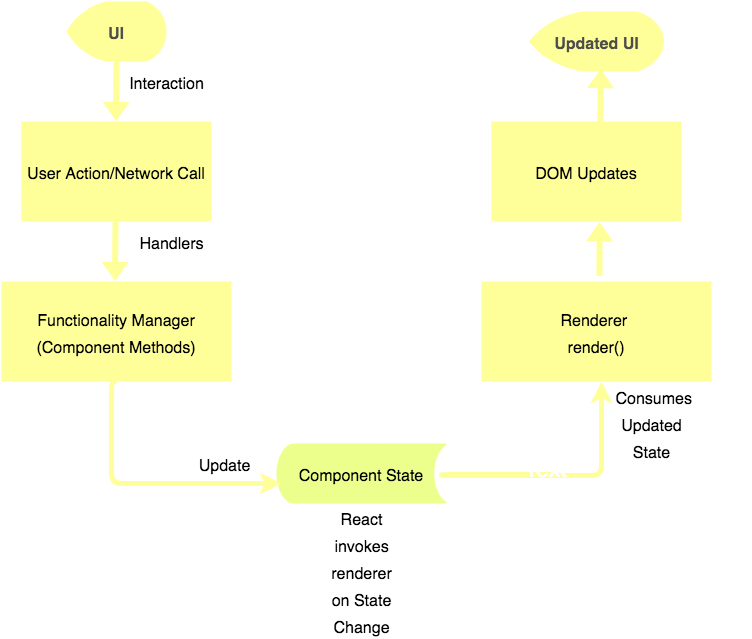 UI
Interaction
User Action/Network Call
Handlers
Functionality Manager
(Component Methods)
Update
Component State
React
invokes
renderer
on State
Change
Consumes
Updated
State
Renderer
render()
DOM Updates
Updated UI
Text